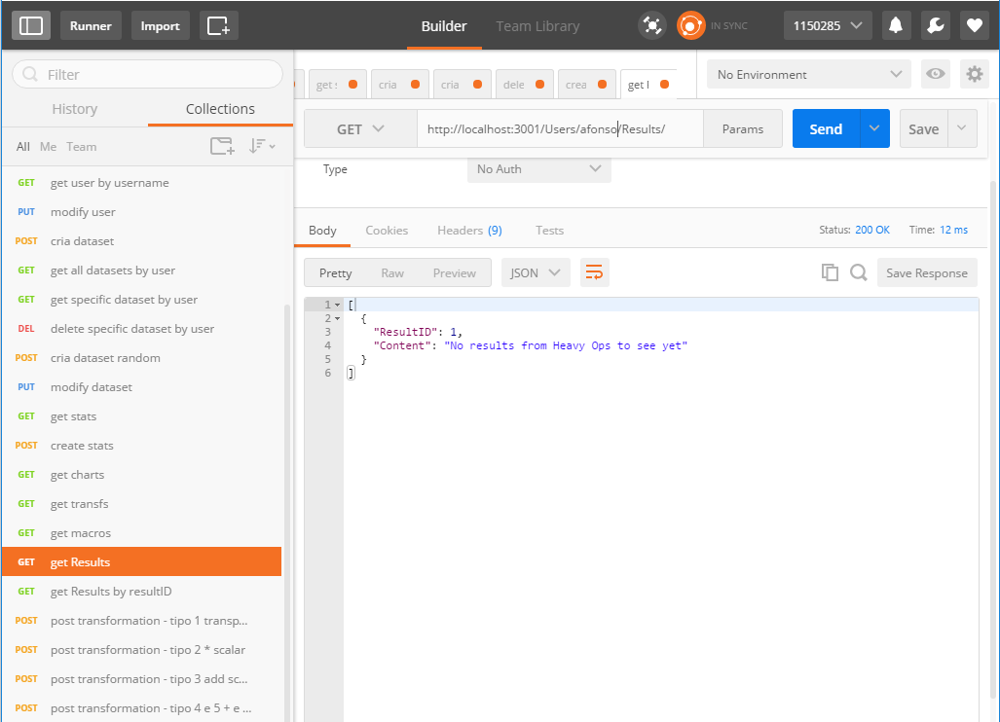 Runner Import Builder Team Library IN SYNC 1150285
Filter
History Collections
All Me Team
GET get user by username
PUT modify user
POST cria dataset
GET get all datasets by user
GET get specific dataset by user
DEL delete specific dataset by user
POST cria dataset random
PUT modify dataset
GET get stats
POST create stats
GET get charts
GET get transfs
GET get macros
GET get Results
GET get Results by resultID
POST post transformation - tipo 1 transp...
POST post transformation - tipo 2 * scalar
POST post transformation - tipo 3 add sc...
POST post transformation - tipo 4 e 5 + e ...
get cria cria dele crea get No Environment
GET http://localhost:3001/Users/afonso/Results/ Params Send Save
Type No Auth
Body Cookies Headers (9) Tests Status: 200 OK Time: 12 ms
Pretty Raw Preview JSON Save Response
1 [
2 {
3 "ResultID": 1,
4 "Content": "No results from Heavy Ops to see yet"
5 }
6 ]